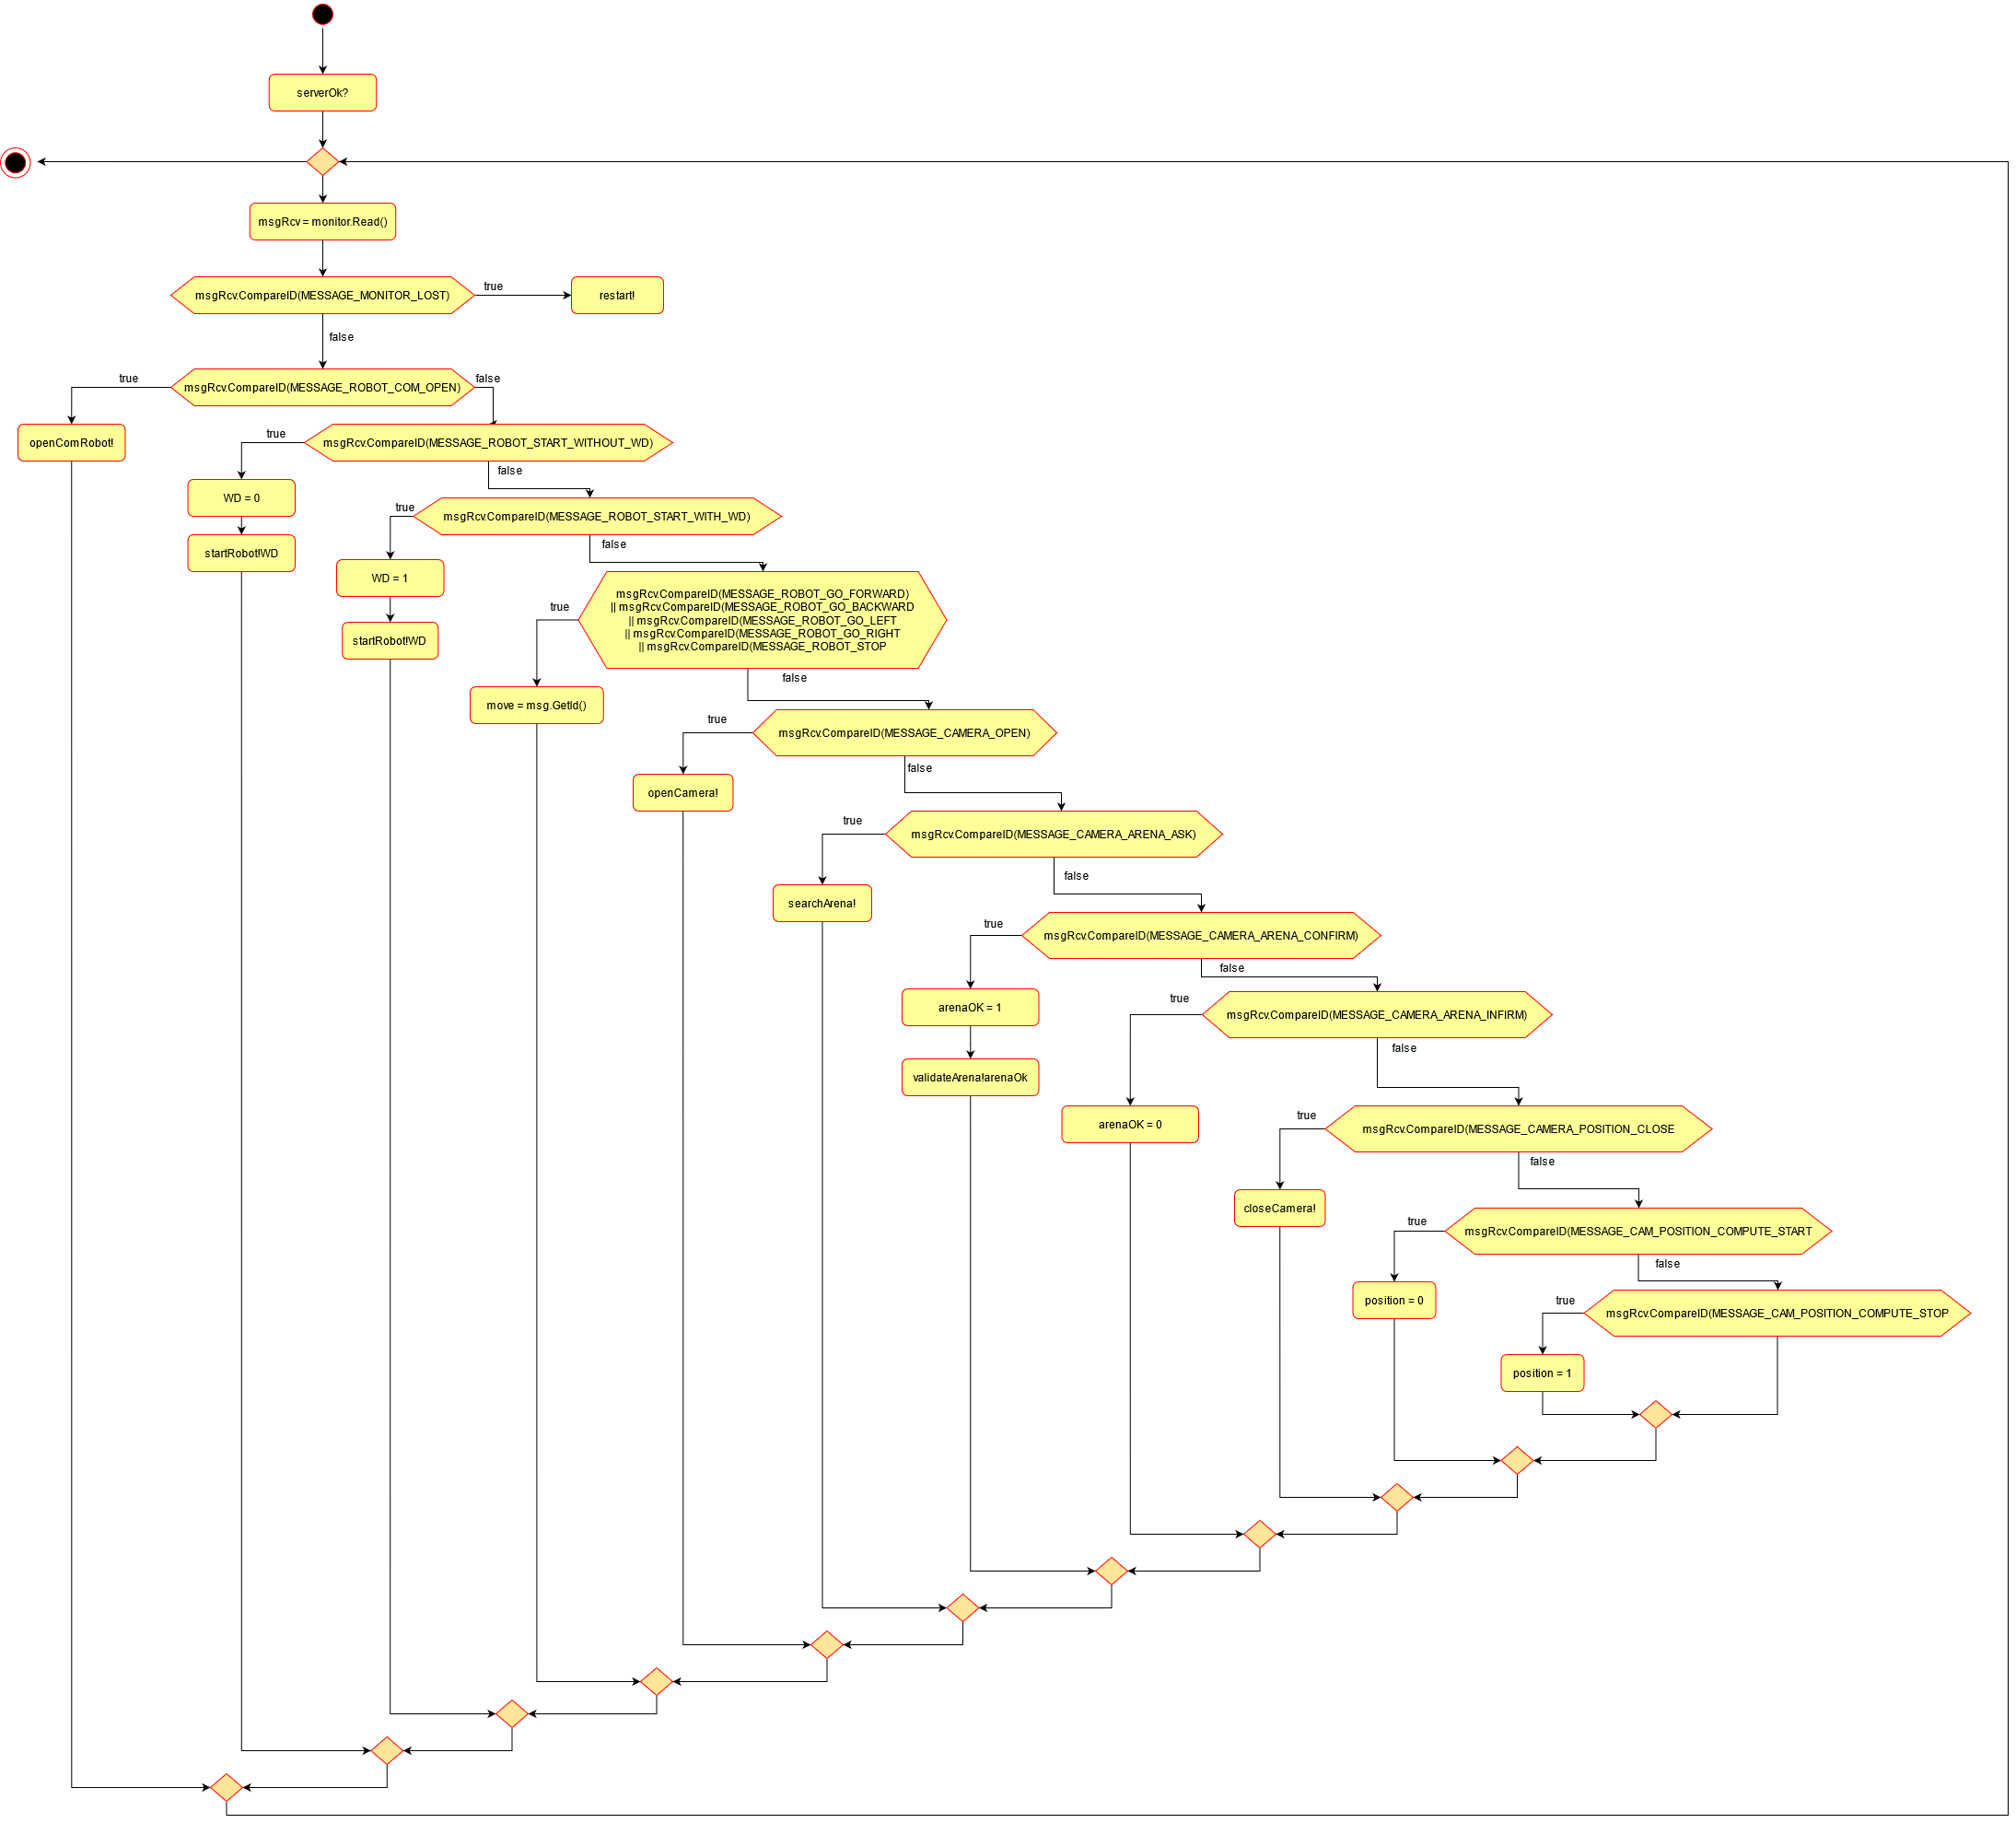 serverOk?
msgRcv = monitor.Read()
msgRcv.CompareID(MESSAGE_MONITOR_LOST)
true
restart!
false
msgRcv.CompareID(MESSAGE_ROBOT_COM_OPEN)
true
false
openComRobot!
msgRcv.CompareID(MESSAGE_ROBOT_START_WITHOUT_WD)
true
false
WD = 0
startRobot!WD
msgRcv.CompareID(MESSAGE_ROBOT_START_WITH_WD)
true
false
WD = 1
startRobot!WD
msgRcv.CompareID(MESSAGE_ROBOT_GO_FORWARD)
|| msgRcv.CompareID(MESSAGE_ROBOT_GO_BACKWARD
|| msgRcv.CompareID(MESSAGE_ROBOT_GO_LEFT
|| msgRcv.CompareID(MESSAGE_ROBOT_GO_RIGHT
|| msgRcv.CompareID(MESSAGE_ROBOT_STOP
true
false
move = msg.GetId()
msgRcv.CompareID(MESSAGE_CAMERA_OPEN)
true
false
openCamera!
msgRcv.CompareID(MESSAGE_CAMERA_ARENA_ASK)
true
false
searchArena!
msgRcv.CompareID(MESSAGE_CAMERA_ARENA_CONFIRM)
true
false
arenaOK = 1
validateArena!arenaOk
msgRcv.CompareID(MESSAGE_CAMERA_ARENA_INFIRM)
true
false
arenaOK = 0
msgRcv.CompareID(MESSAGE_CAMERA_POSITION_CLOSE
true
false
closeCamera!
msgRcv.CompareID(MESSAGE_CAM_POSITION_COMPUTE_START
true
false
position = 0
msgRcv.CompareID(MESSAGE_CAM_POSITION_COMPUTE_STOP
true
position = 1